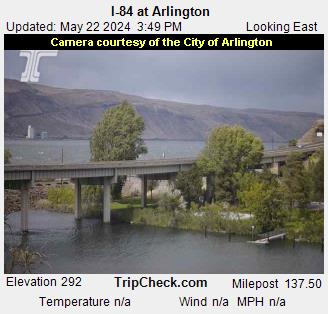 I-84 at Arlington
Updated: May 22 2024 3:49 PM Looking East
Camera courtesy of the City of Arlington
Elevation 292 TripCheck.com Milepost 137.50
Temperature n/a Wind n/a MPH n/a